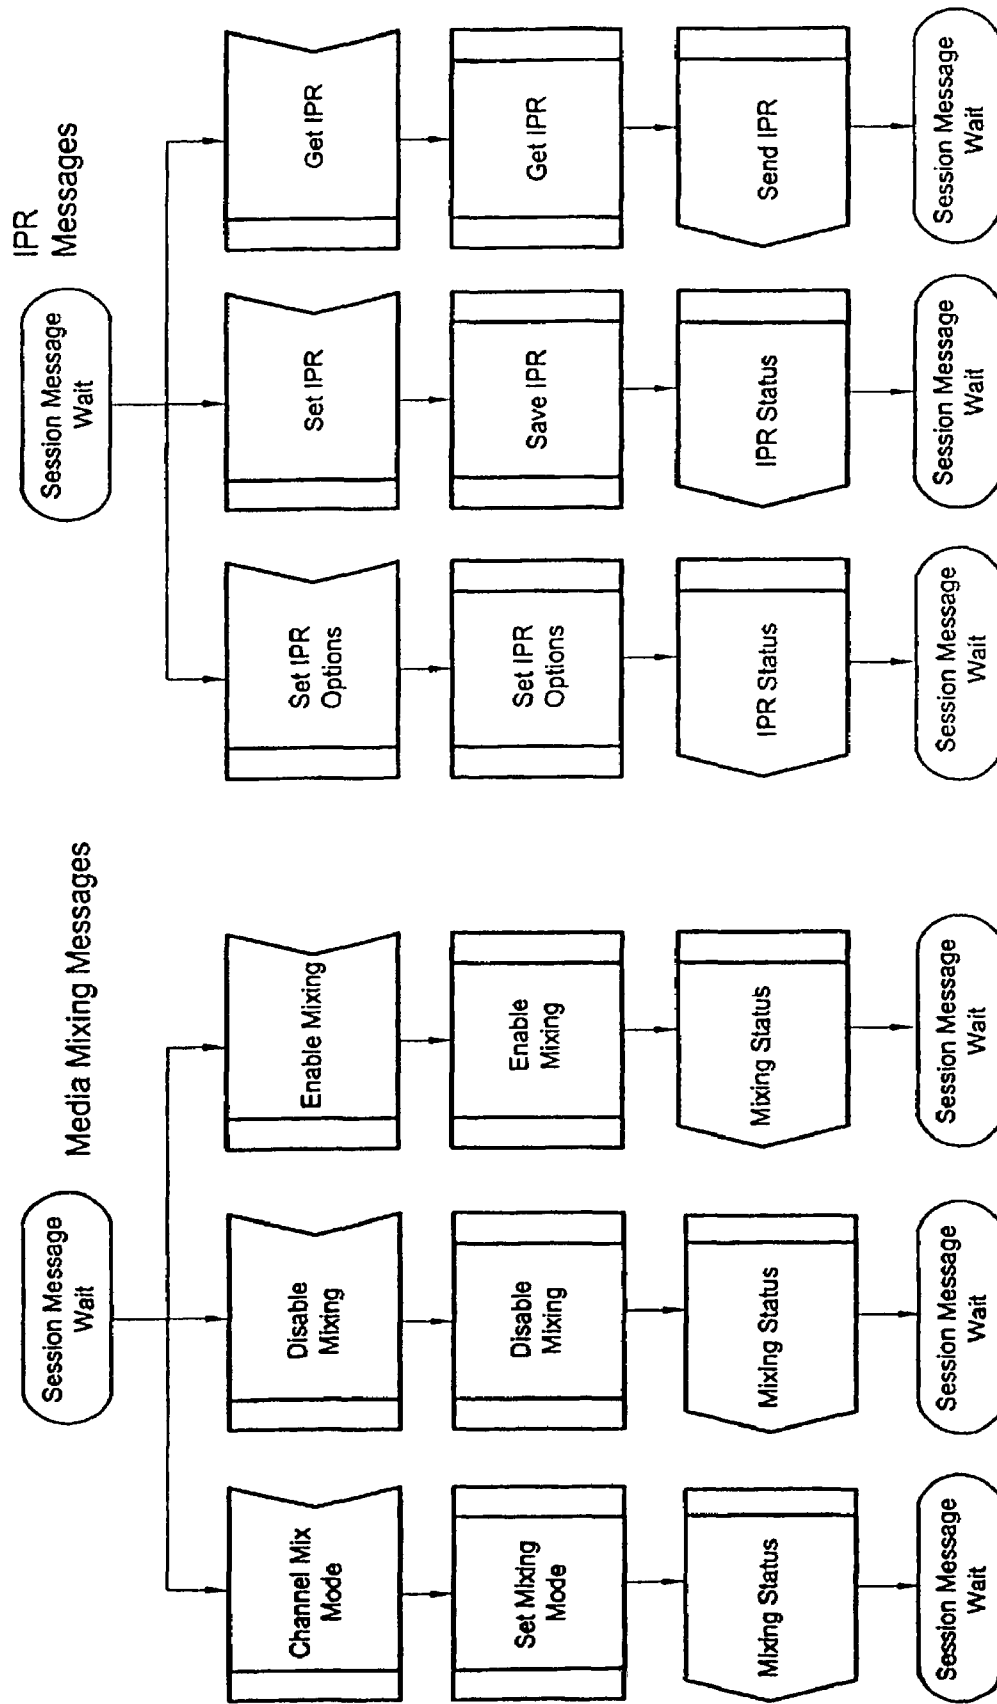 Media Mixing Messages
Session Message
Wait
Channel Mix
Mode
Disable
Mixing
Enable Mixing
Set Mixing
Mode
Disable
Mixing
Enable
Mixing
Mixing Status
Mixing Status
Mixing Status
Session Message
Wait
Session Message
Wait
Session Message
Wait
IPR
Messages
Session Message
Wait
Set IPR
Options
Set IPR
Get IPR
Set IPR
Options
Save IPR
Get IPR
IPR Status
IPR Status
Send IPR
Session Message
Wait
Session Message
Wait
Session Message
Wait